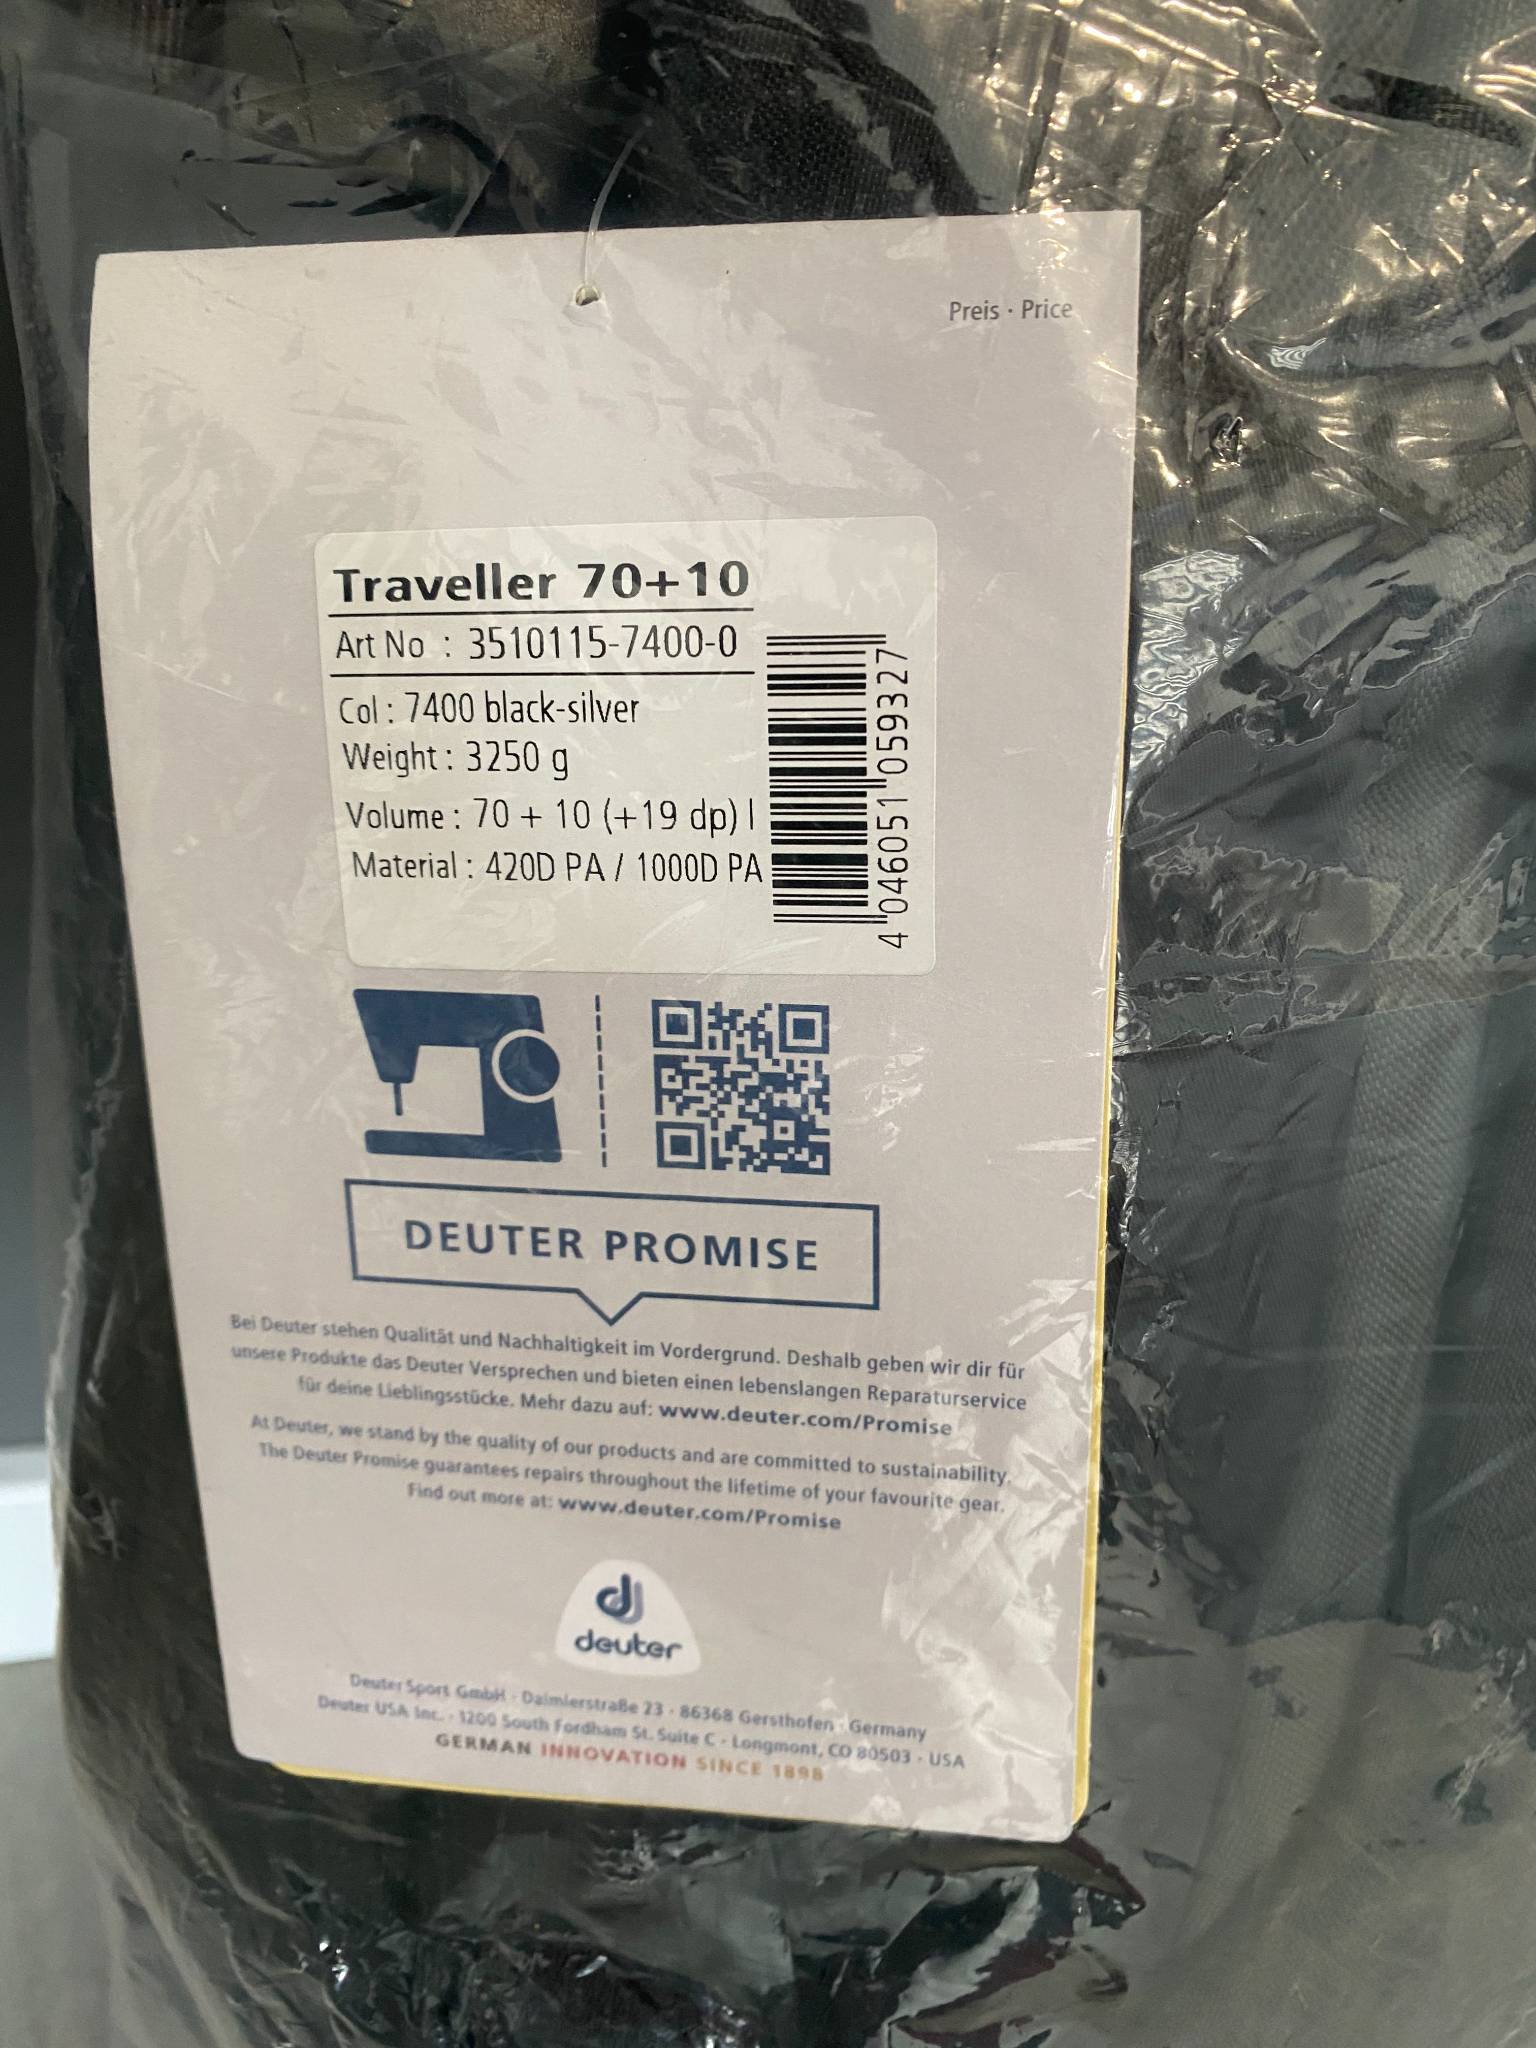 Preis · Price
Traveller 70+10
Art No : 3510115-7400-0
Col : 7400 black-silver
Weight : 3250 g
Volume : 70 + 10 (+19 dp) l
Material : 420D PA / 1000D PA
4 046051 059327
DEUTER PROMISE
Bei Deuter stehen Qualität und Nachhaltigkeit im Vordergrund. Deshalb geben wir dir für
unsere Produkte das Deuter Versprechen und bieten einen lebenslangen Reparaturservice
für deine Lieblingsstücke. Mehr dazu auf: www.deuter.com/Promise
At Deuter, we stand by the quality of our products and are committed to sustainability.
The Deuter Promise guarantees repairs throughout the lifetime of your favourite gear.
Find out more at: www.deuter.com/Promise
deuter
Deuter Sport GmbH · Daimlerstraße 23 · 86368 Gersthofen · Germany
Deuter USA Inc. · 1200 South Fordham St. Suite C · Longmont, CO 80503 · USA
GERMAN INNOVATION SINCE 1898